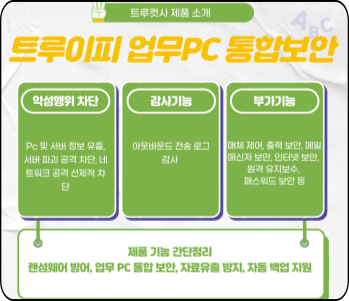 트루컷사 제품 소개
ABC
트루이피 업무PC 통합보안
악성행위 차단
Pc 및 서버 정보 유출,
서버 파괴 공격 차단, 네
트워크 공격 선제적 차
단
감사기능
아웃바운드 전송 로그
감사
부가기능
매체 제어, 출력 보안, 메일
메신저 보안, 인터넷 보안,
원격 유지보수,
패스워드 보안 등
제품 기능 간단정리
랜섬웨어 방어, 업무 PC 통합 보안, 자료유출 방지, 자동 백업 지원